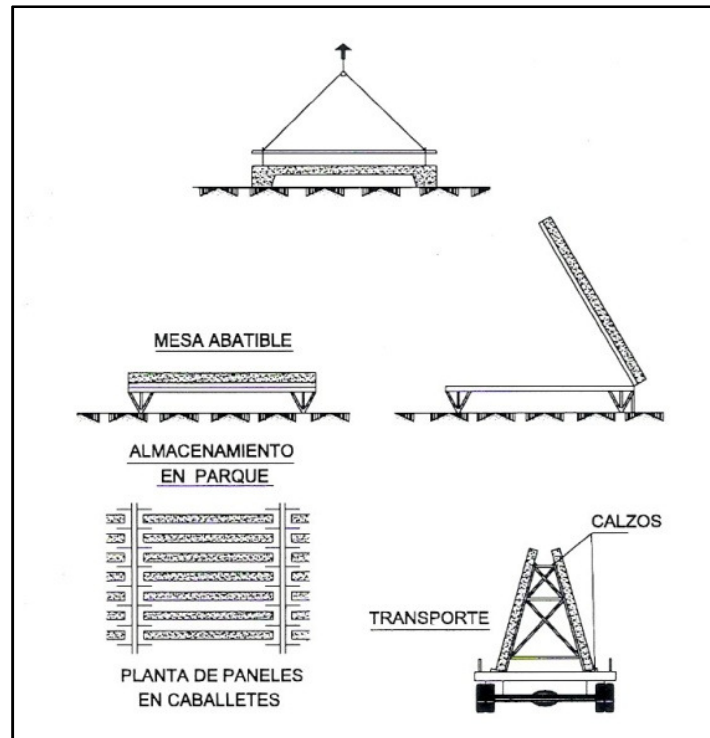 MESA ABATIBLE
ALMACENAMIENTO
EN PARQUE
CALZOS
TRANSPORTE
PLANTA DE PANELES
EN CABALLETES